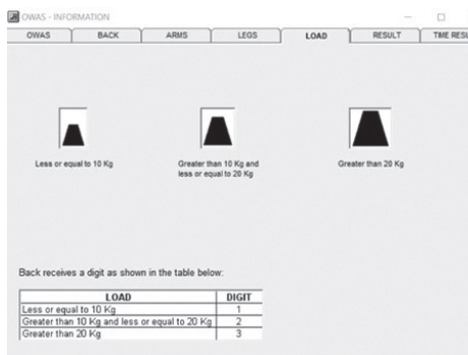 OWAS - INFORMATION
OWAS BACK ARMS LEGS LOAD RESULT TIME RESU
Less or equal to 10 Kg
Greater than 10 Kg and
less or equal to 20 Kg
Greater than 20 Kg
Back receives a digit as shown in the table below:
LOAD DIGIT
Less or equal to 10 Kg 1
Greater than 10 Kg and less or equal to 20 Kg 2
Greater than 20 Kg 3